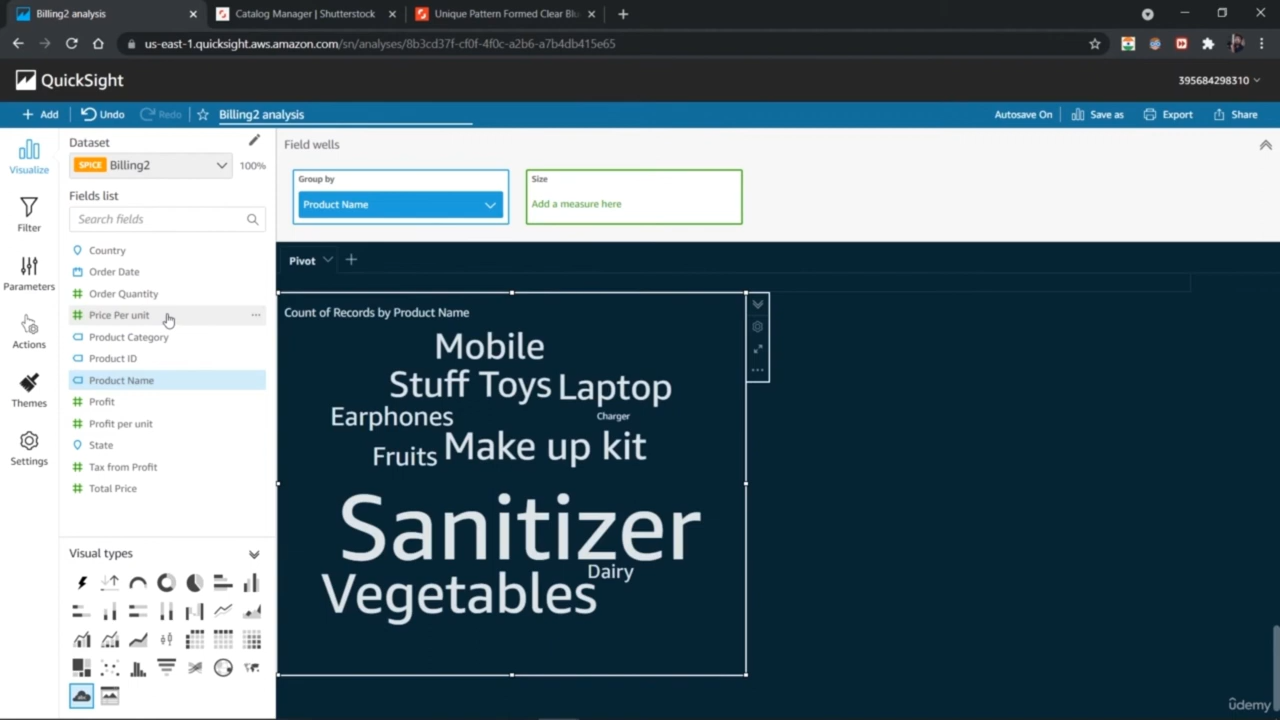 Billing2 analysis
Catalog Manager | Shutterstock
Unique Pattern Formed Clear Blu
us-east-1.quicksight.aws.amazon.com/sn/analyses/8b3cd37f-cf0f-4f0c-a2b6-a7b4db415e65
QuickSight
395684298310
Add
Undo
Redo
Billing2 analysis
Autosave On
Save as
Export
Share
Visualize
Filter
Parameters
Actions
Themes
Settings
Dataset
SPICE Billing2
100%
Fields list
Search fields
Country
Order Date
Order Quantity
Price Per unit
Product Category
Product ID
Product Name
Profit
Profit per unit
State
Tax from Profit
Total Price
Visual types
Field wells
Group by
Product Name
Size
Add a measure here
Pivot
Count of Records by Product Name
Mobile
Stuff Toys
Laptop
Earphones
Charger
Fruits
Make up kit
Sanitizer
Dairy
Vegetables
ûdemy